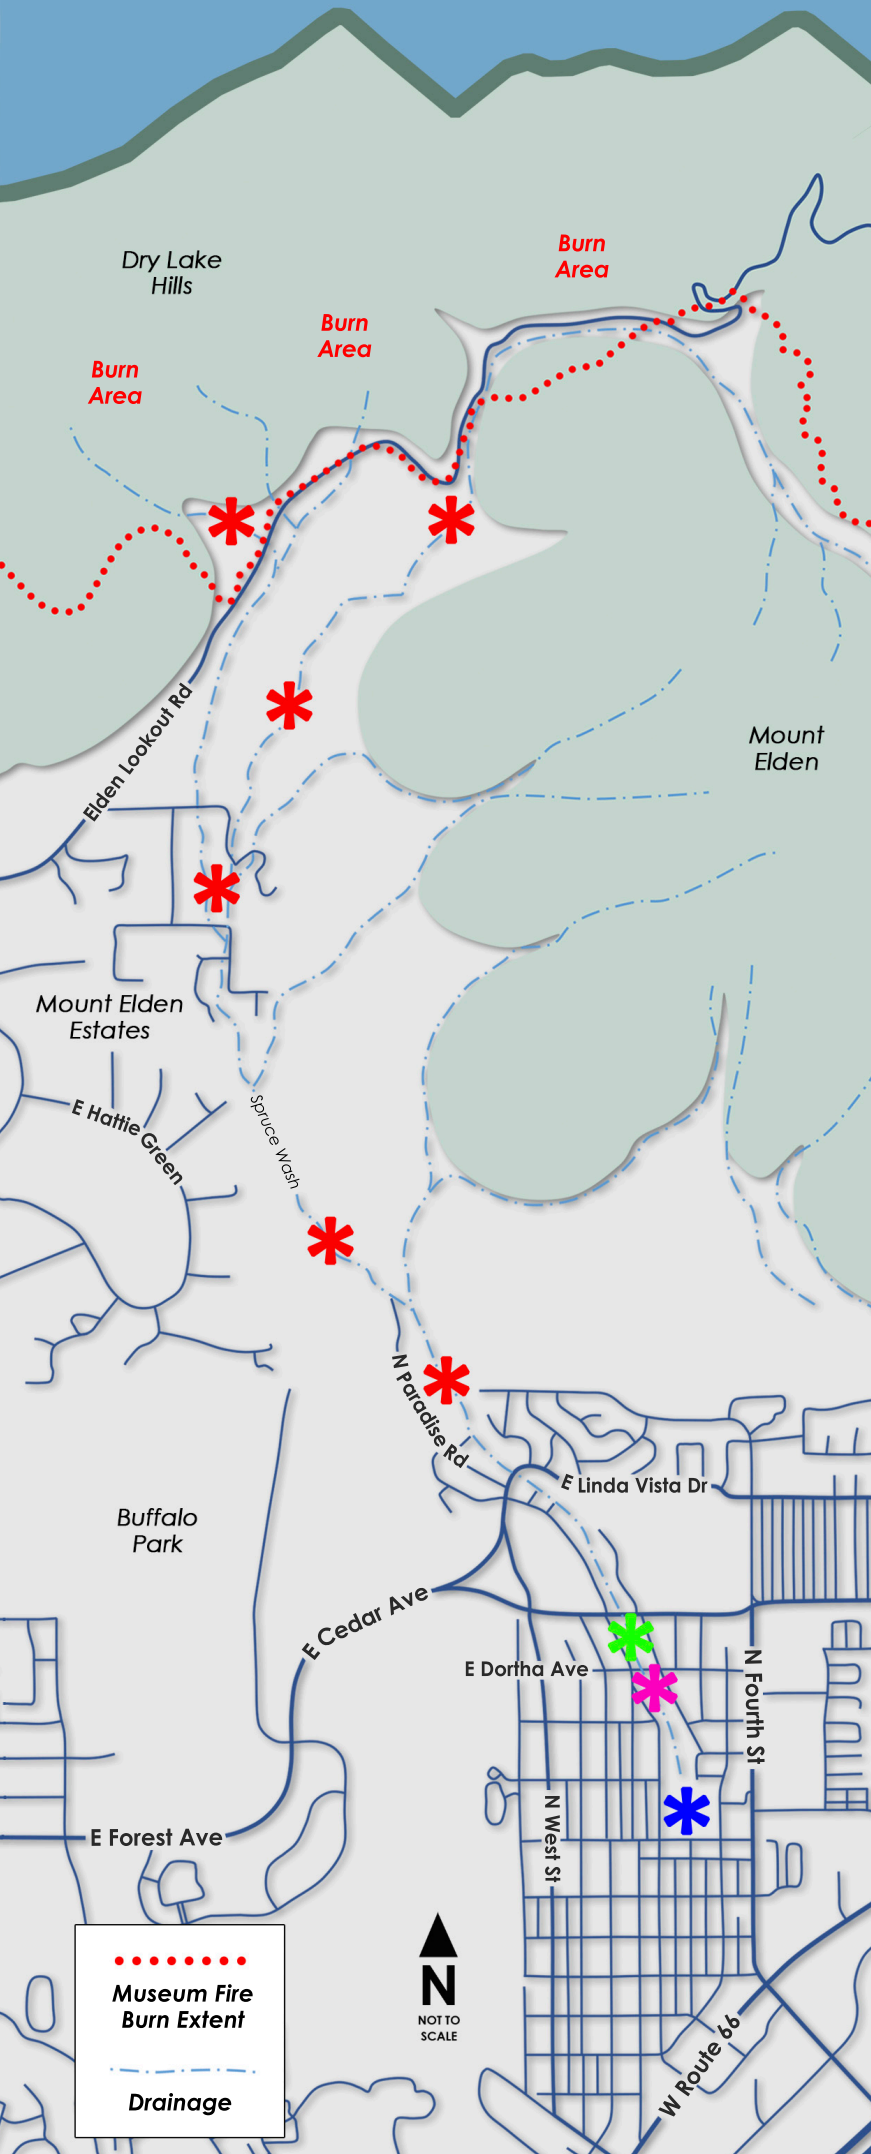 Burn
Area
Dry Lake
Hills
Burn
Area
Burn
Area
Elden Lookout Rd
Mount
Elden
Mount Elden
Estates
E Hattie Green
Spruce Wash
N Paradise Rd
E Linda Vista Dr
Buffalo
Park
E Cedar Ave
E Dortha Ave
N Fourth St
N West St
E Forest Ave
Museum Fire
Burn Extent
Drainage
N
NOT TO
SCALE
W Route 66